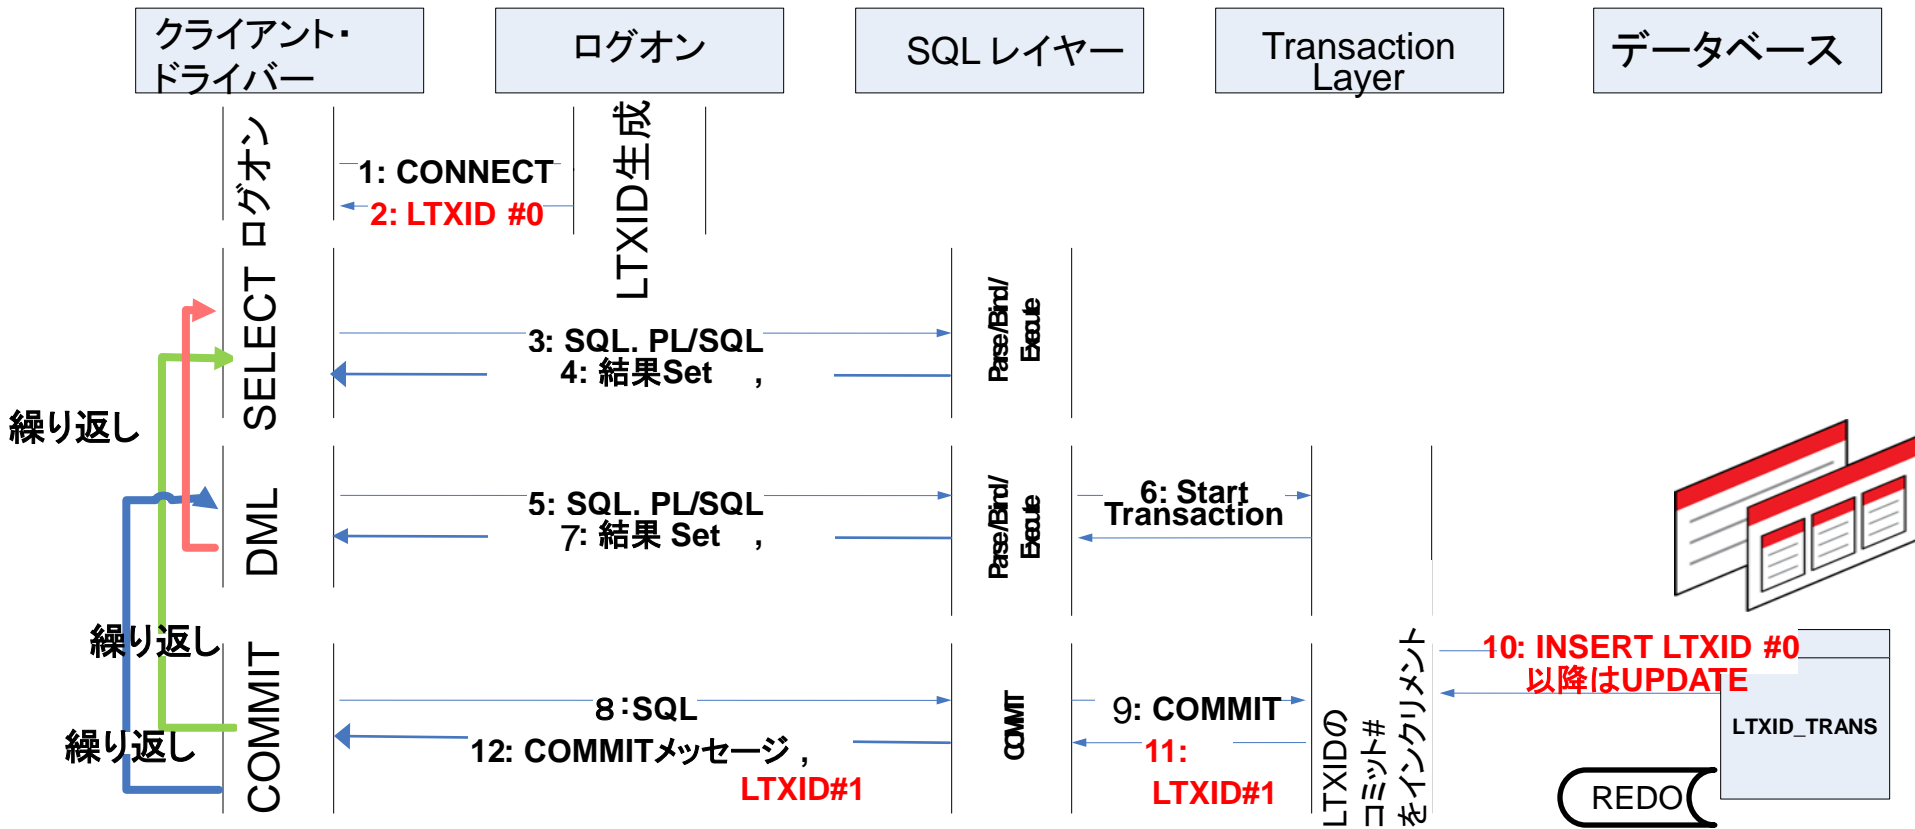 クライアント・
ドライバー
ログオン
SQL レイヤー
Transaction
Layer
データベース
ログオン
LTXID生成
1: CONNECT
2: LTXID #0
SELECT
3: SQL. PL/SQL
4: 結果Set ,
Parse/Bind/
Execute
繰り返し
DML
5: SQL. PL/SQL
7: 結果 Set ,
Parse/Bind/
Execute
6: Start
Transaction
繰り返し
繰り返し
COMMIT
8:SQL
12: COMMITメッセージ ,
LTXID#1
COMMIT
9: COMMIT
11:
LTXID#1
LTXIDの
コミット#
をインクリメント
10: INSERT LTXID #0
以降はUPDATE
LTXID_TRANS
REDO